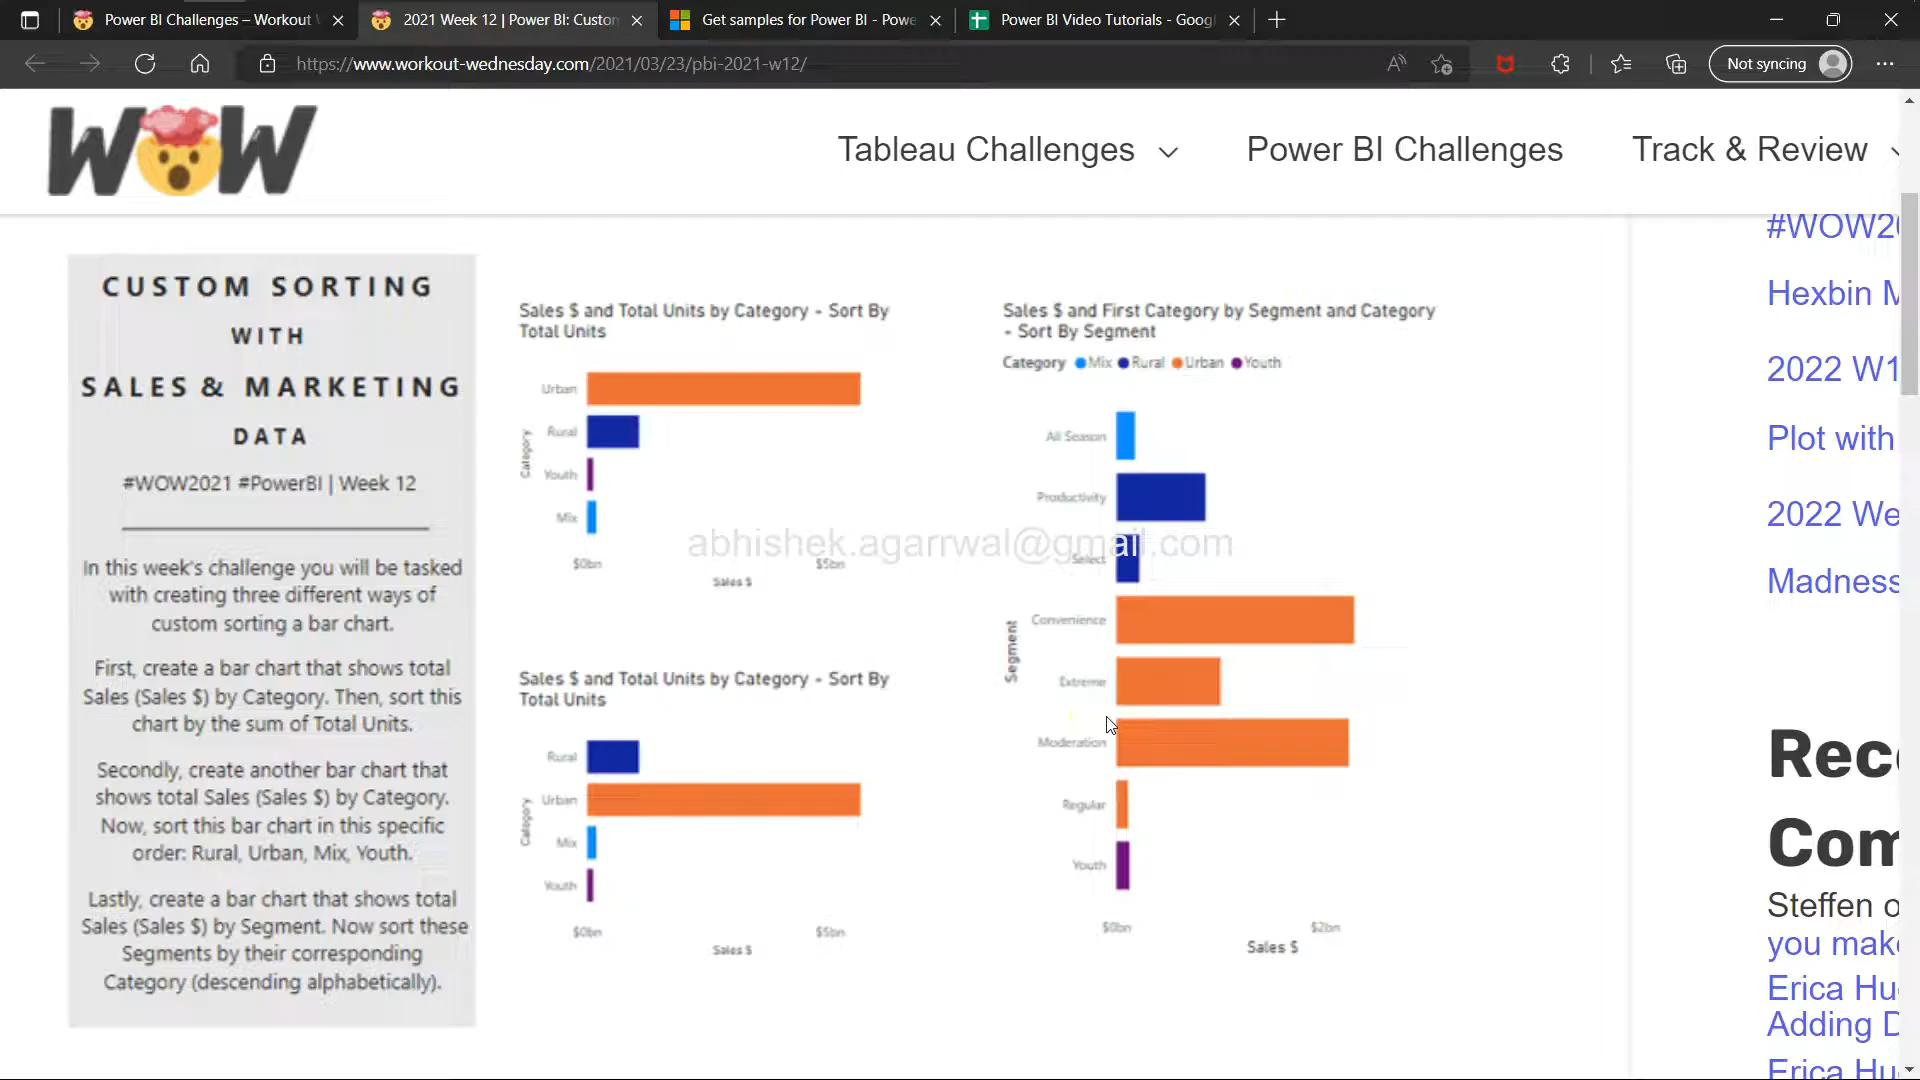 Power BI Challenges – Workout
2021 Week 12 | Power BI: Custom
Get samples for Power BI - Powe
Power BI Video Tutorials - Googl
https://www.workout-wednesday.com/2021/03/23/pbi-2021-w12/
Not syncing
WOW
Tableau Challenges
Power BI Challenges
Track & Review
CUSTOM SORTING
WITH
SALES & MARKETING
DATA
#WOW2021 #PowerBI | Week 12
In this week's challenge you will be tasked
with creating three different ways of
custom sorting a bar chart.
First, create a bar chart that shows total
Sales (Sales $) by Category. Then, sort this
chart by the sum of Total Units.
Secondly, create another bar chart that
shows total Sales (Sales $) by Category.
Now, sort this bar chart in this specific
order: Rural, Urban, Mix, Youth.
Lastly, create a bar chart that shows total
Sales (Sales $) by Segment. Now sort these
Segments by their corresponding
Category (descending alphabetically).
Sales $ and Total Units by Category - Sort By
Total Units
Category
Urban
Rural
Youth
Mix
$0bn
$5bn
Sales $
Sales $ and Total Units by Category - Sort By
Total Units
Category
Rural
Urban
Mix
Youth
$0bn
$5bn
Sales $
Sales $ and First Category by Segment and Category
- Sort By Segment
Category Mix Rural Urban Youth
Segment
All Season
Productivity
Select
Convenience
Extreme
Moderation
Regular
Youth
$0bn
$2bn
Sales $
abhishek.agarrwal@gmail.com
#WOW20
Hexbin M
2022 W1
Plot with
2022 We
Madness
Rec
Com
Steffen o
you make
Erica Hu
Adding D
Erica Hu